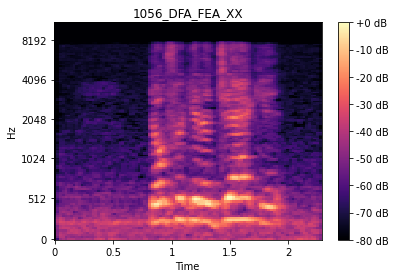 1056_DFA_FEA_XX
+0 dB
8192
-10 dB
4096
-20 dB
-30 dB
2048
-40 dB
Hz
1024
-50 dB
-60 dB
512
-70 dB
0
-80 dB
0 0.5 1 1.5 2
Time